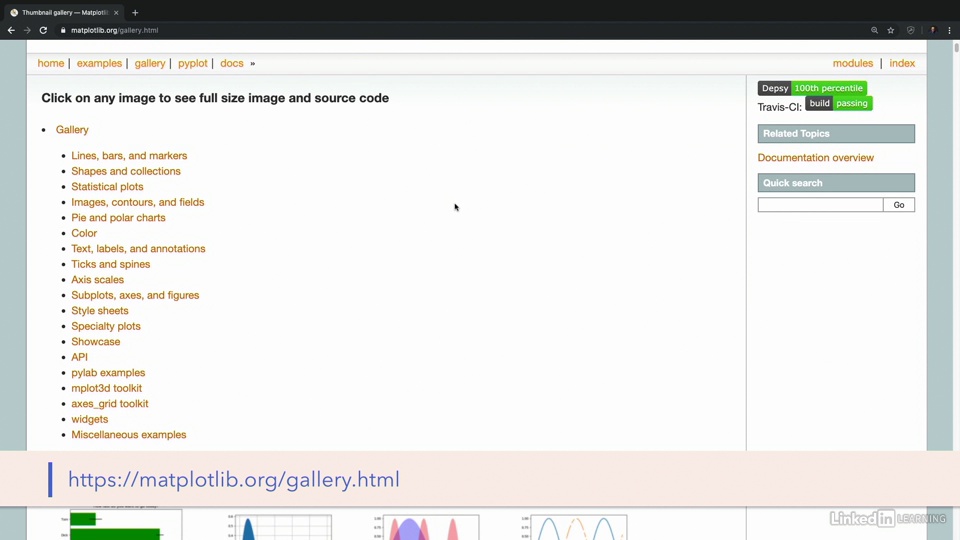 Thumbnail gallery — Matplotli
matplotlib.org/gallery.html
home | examples | gallery | pyplot | docs »
modules | index
Click on any image to see full size image and source code
Gallery
Lines, bars, and markers
Shapes and collections
Statistical plots
Images, contours, and fields
Pie and polar charts
Color
Text, labels, and annotations
Ticks and spines
Axis scales
Subplots, axes, and figures
Style sheets
Specialty plots
Showcase
API
pylab examples
mplot3d toolkit
axes_grid toolkit
widgets
Miscellaneous examples
Depsy 100th percentile
Travis-CI: build passing
Related Topics
Documentation overview
Quick search
Go
https://matplotlib.org/gallery.html
LinkedIn LEARNING